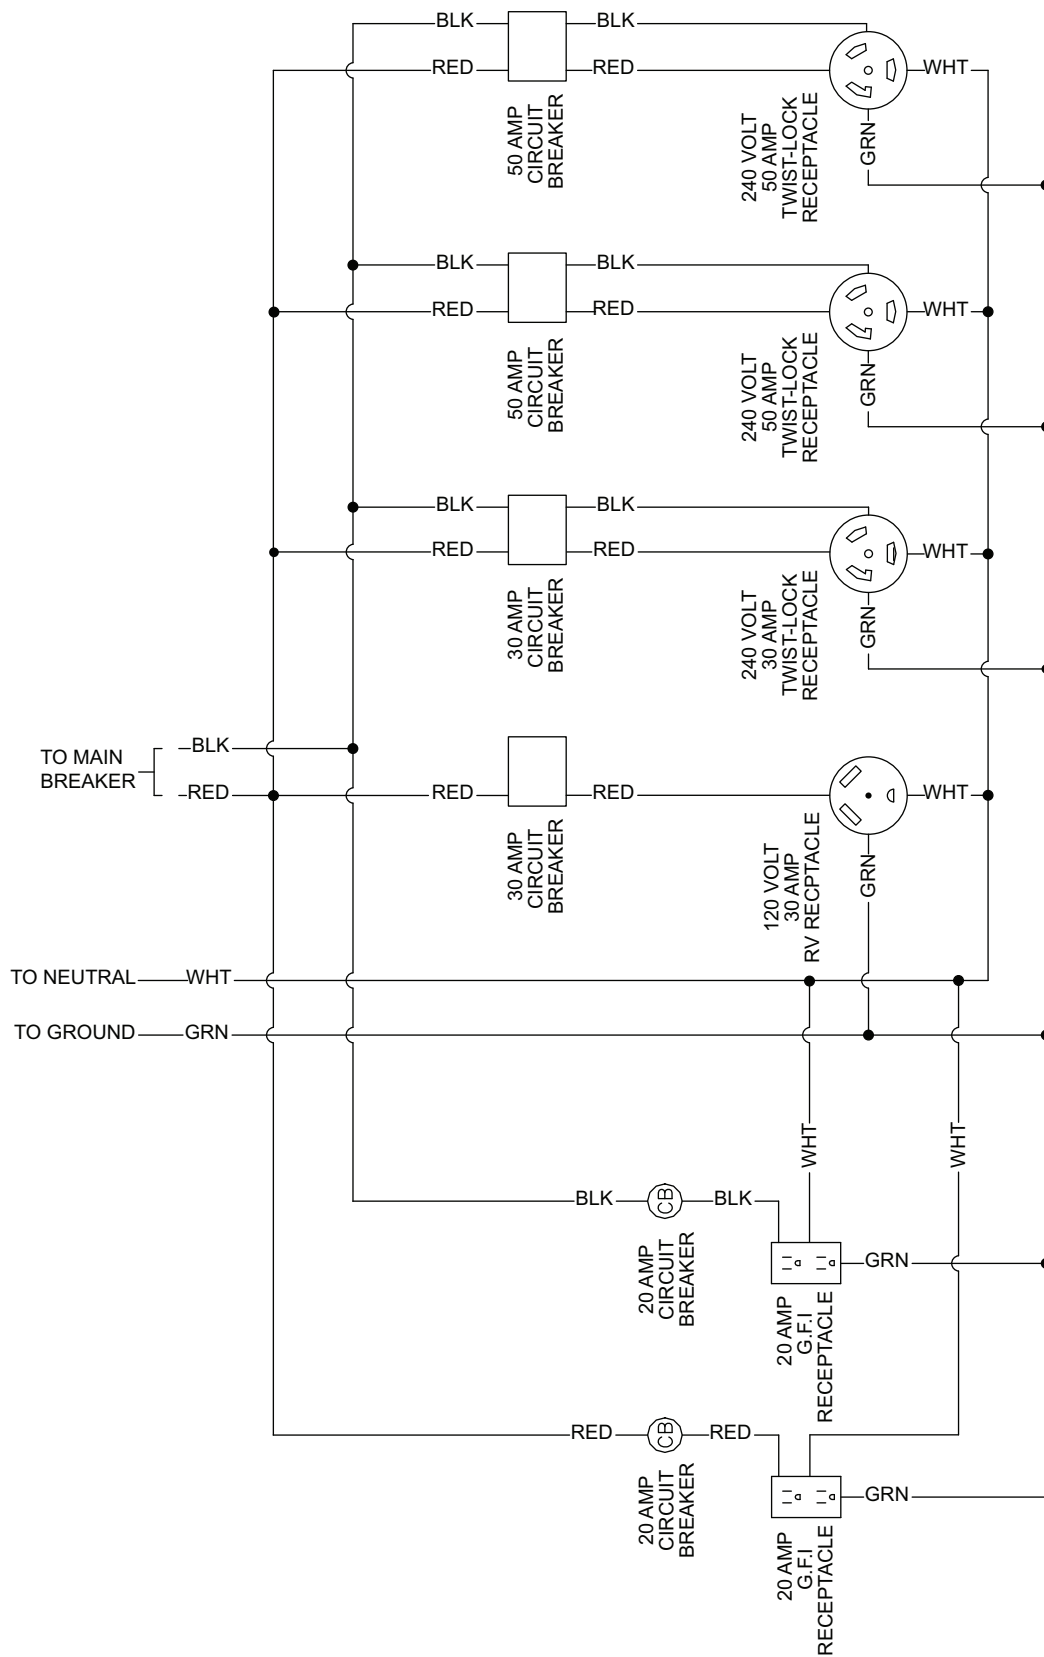 BLK
BLK
RED
RED
WHT
GRN
50 AMP
CIRCUIT
BREAKER
240 VOLT
50 AMP
TWIST-LOCK
RECEPTACLE
BLK
BLK
RED
RED
WHT
GRN
50 AMP
CIRCUIT
BREAKER
240 VOLT
50 AMP
TWIST-LOCK
RECEPTACLE
BLK
BLK
RED
RED
WHT
GRN
30 AMP
CIRCUIT
BREAKER
240 VOLT
30 AMP
TWIST-LOCK
RECEPTACLE
TO MAIN
BREAKER
BLK
RED
RED
RED
WHT
GRN
30 AMP
CIRCUIT
BREAKER
120 VOLT
30 AMP
RV RECPTACLE
TO NEUTRAL
WHT
TO GROUND
GRN
WHT
WHT
BLK
CB
BLK
20 AMP
CIRCUIT
BREAKER
GRN
20 AMP
G.F.I
RECEPTACLE
RED
CB
RED
20 AMP
CIRCUIT
BREAKER
GRN
20 AMP
G.F.I
RECEPTACLE